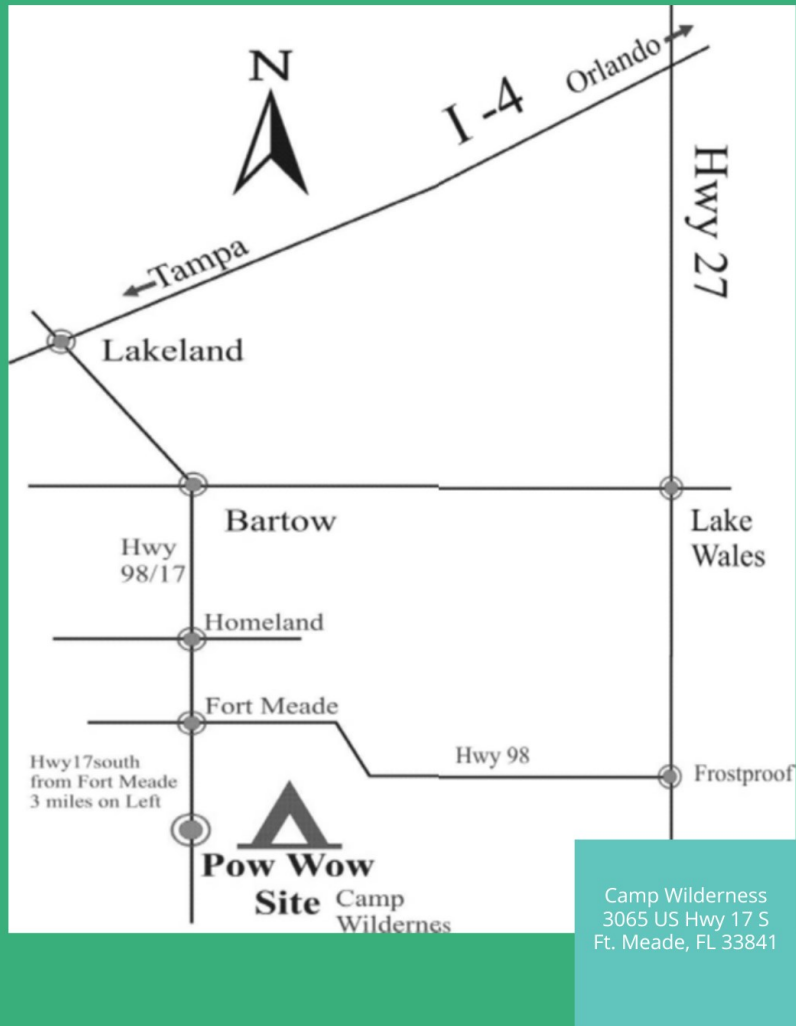 N
I-4
Orlando
Hwy 27
Tampa
Lakeland
Bartow
Lake
Wales
Hwy
98/17
Homeland
Fort Meade
Hwy17south
from Fort Meade
3 miles on Left
Hwy 98
Frostproof
Pow Wow
Site
Camp
Wildernes
Camp Wilderness
3065 US Hwy 17 S
Ft. Meade, FL 33841